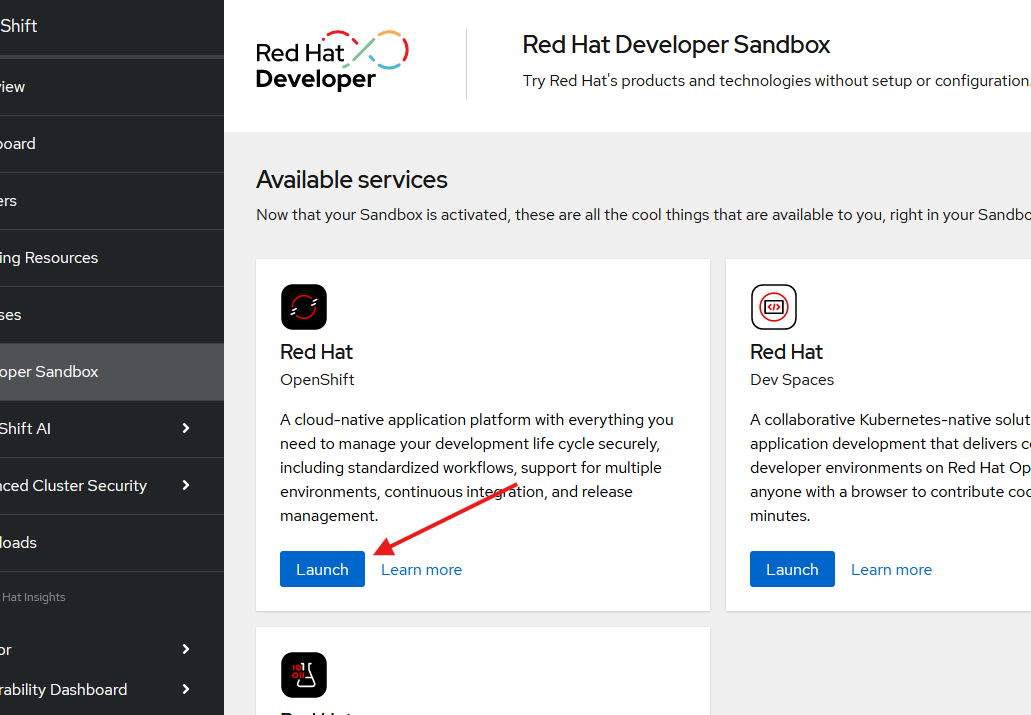 Shift
view
board
ers
ing Resources
ses
oper Sandbox
Shift AI
nced Cluster Security
loads
Hat Insights
or
rability Dashboard
Red Hat
Developer
Red Hat Developer Sandbox
Try Red Hat's products and technologies without setup or configuration.
Available services
Now that your Sandbox is activated, these are all the cool things that are available to you, right in your Sandbo
Red Hat
OpenShift
A cloud-native application platform with everything you
need to manage your development life cycle securely,
including standardized workflows, support for multiple
environments, continuous integration, and release
management.
Launch
Learn more
Red Hat
Dev Spaces
A collaborative Kubernetes-native solut
application development that delivers c
developer environments on Red Hat Op
anyone with a browser to contribute coc
minutes.
Launch
Learn more
Red Hat